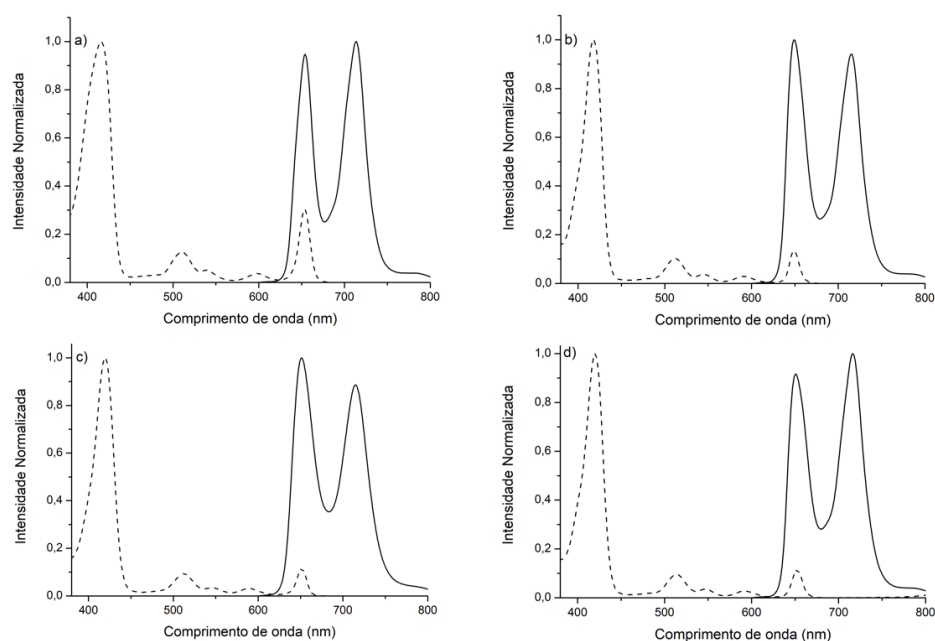 a)
Intensidade Normalizada
1,0
0,8
0,6
0,4
0,2
0,0
400 500 600 700 800
Comprimento de onda (nm)
b)
Intensidade Normalizada
1,0
0,8
0,6
0,4
0,2
0,0
400 500 600 700 800
Comprimento de onda (nm)
c)
Intensidade Normalizada
1,0
0,8
0,6
0,4
0,2
0,0
400 500 600 700 800
Comprimento de onda (nm)
d)
Intensidade Normalizada
1,0
0,8
0,6
0,4
0,2
0,0
400 500 600 700 800
Comprimento de onda (nm)